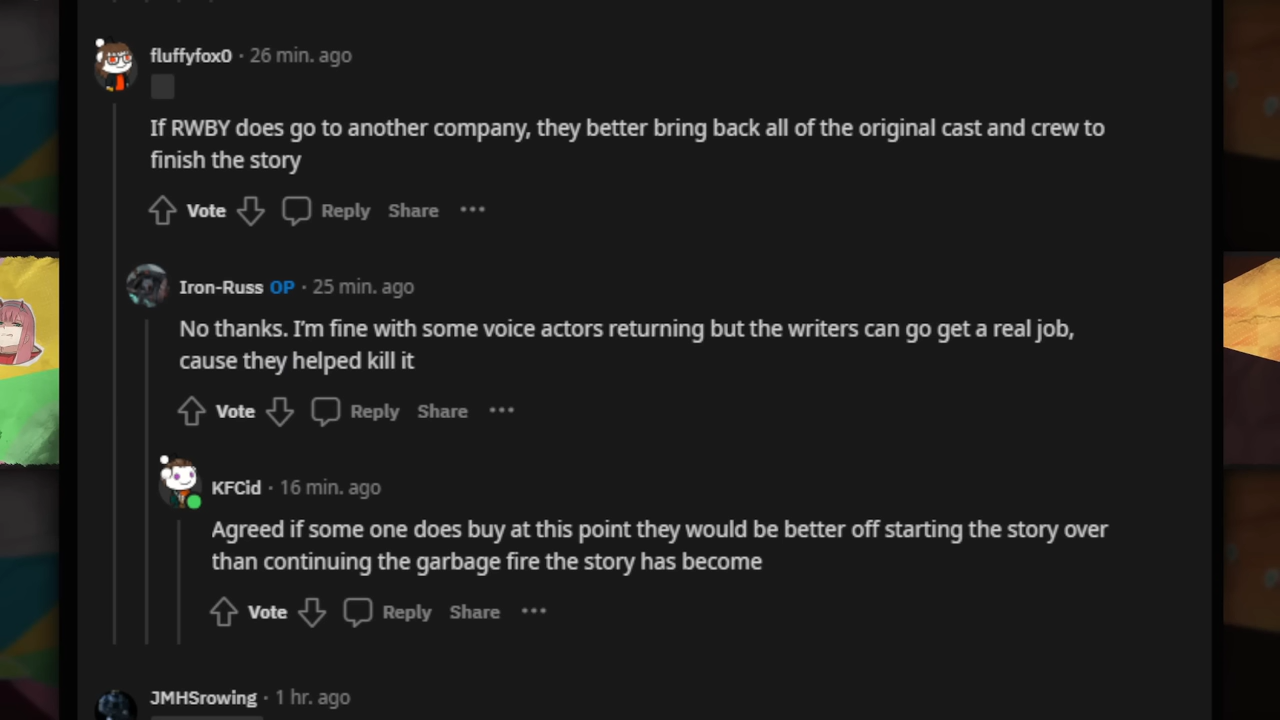 fluffyfox0 · 26 min. ago
If RWBY does go to another company, they better bring back all of the original cast and crew to
finish the story
Vote Reply Share ···
Iron-Russ OP · 25 min. ago
No thanks. I'm fine with some voice actors returning but the writers can go get a real job,
cause they helped kill it
Vote Reply Share ···
KFCid · 16 min. ago
Agreed if some one does buy at this point they would be better off starting the story over
than continuing the garbage fire the story has become
Vote Reply Share ···
JMHSrowing · 1 hr. ago